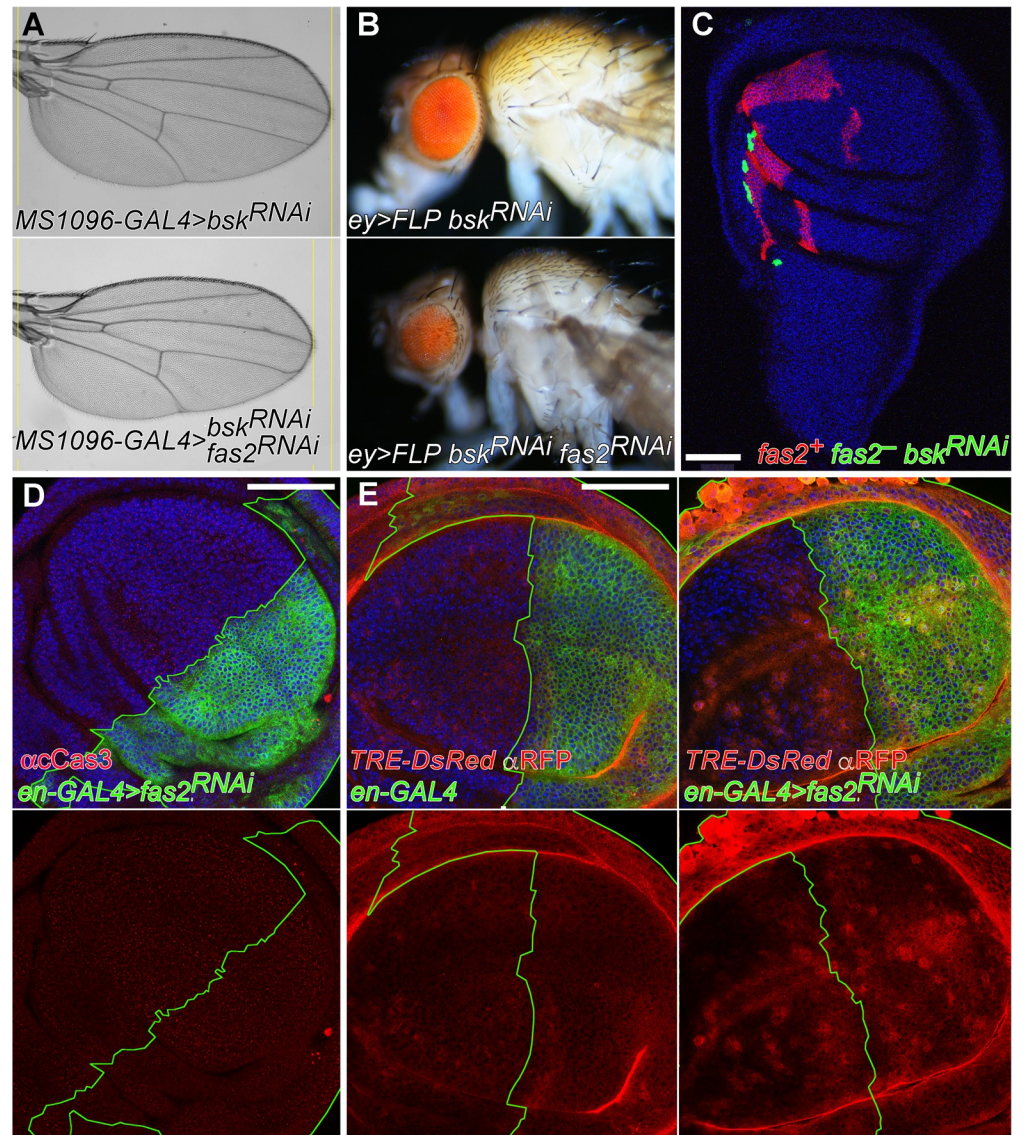 A
MS1096-GAL4>bskRNAi
MS1096-GAL4>bskRNAi
fas2RNAi
B
ey>FLP bskRNAi
ey>FLP bskRNAi fas2RNAi
C
fas2+ fas2– bskRNAi
D
αcCas3
en-GAL4>fas2RNAi
E
TRE-DsRed αRFP
en-GAL4
TRE-DsRed αRFP
en-GAL4>fas2RNAi